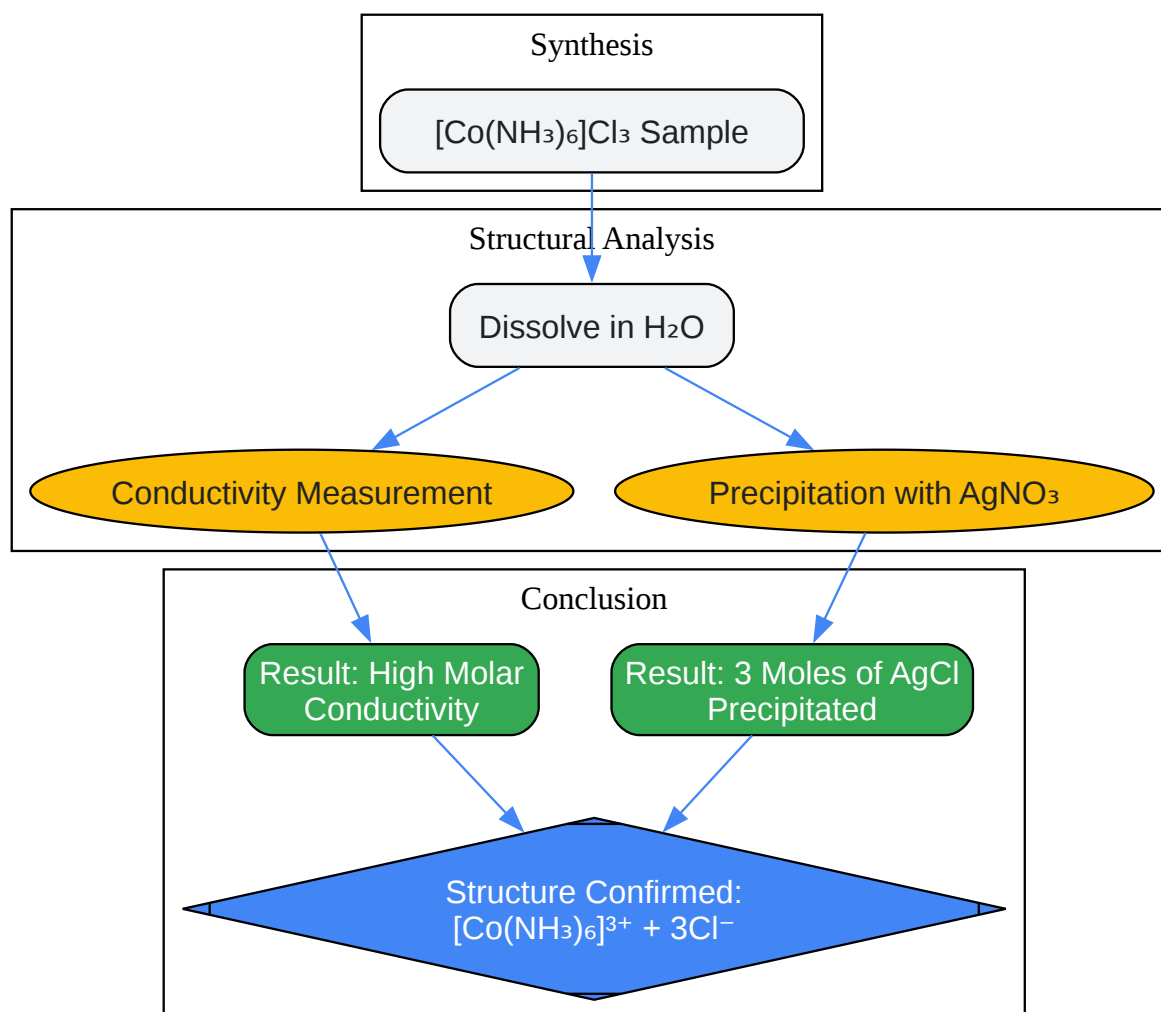 Synthesis
[Co(NH₃)₆]Cl₃ Sample
Structural Analysis
Dissolve in H₂O
Conductivity Measurement
Precipitation with AgNO₃
Conclusion
Result: High Molar
Conductivity
Result: 3 Moles of AgCl
Precipitated
Structure Confirmed:
[Co(NH₃)₆]³⁺ + 3Cl⁻